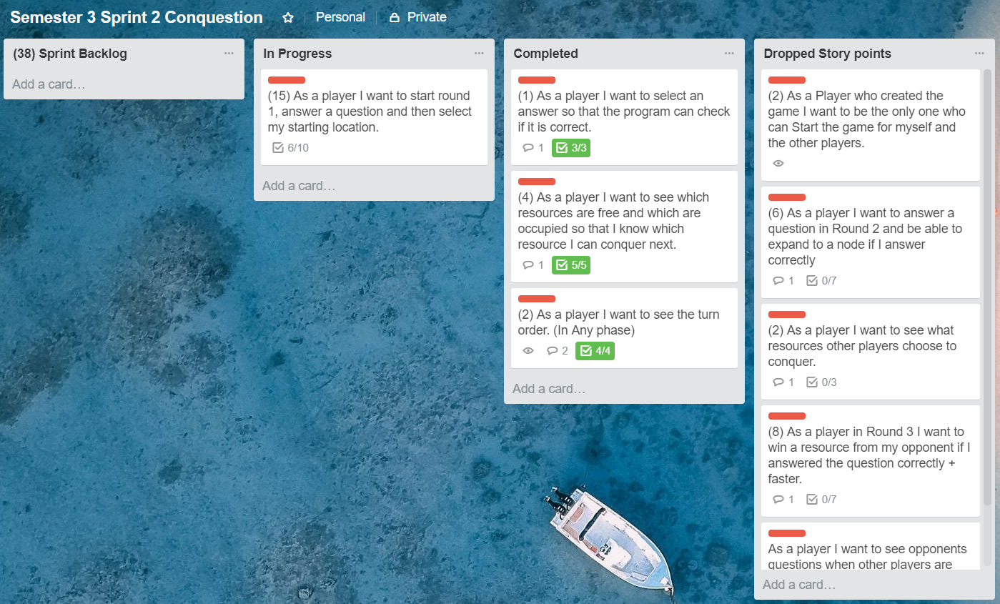 Semester 3 Sprint 2 Conquestion Personal Private
(38) Sprint Backlog
Add a card…
In Progress
(15) As a player I want to start round
1, answer a question and then select
my starting location.
6/10
Add a card…
Completed
(1) As a player I want to select an
answer so that the program can check
if it is correct.
1 3/3
(4) As a player I want to see which
resources are free and which are
occupied so that I know which
resource I can conquer next.
1 5/5
(2) As a player I want to see the turn
order. (In Any phase)
2 4/4
Add a card…
Dropped Story points
(2) As a Player who created the
game I want to be the only one who
can Start the game for myself and
the other players.
(6) As a player I want to answer a
question in Round 2 and be able to
expand to a node if I answer
correctly
1 0/7
(2) As a player I want to see what
resources other players choose to
conquer.
1 0/3
(8) As a player in Round 3 I want to
win a resource from my opponent if I
answered the question correctly +
faster.
1 0/7
As a player I want to see opponents
questions when other players are
Add a card…